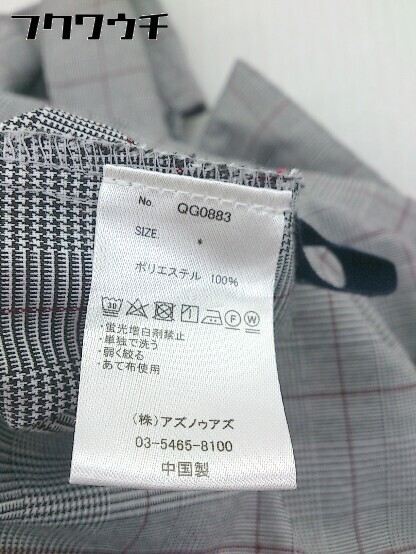 フクワウチ
No. QG0883
SIZE. *
ポリエステル 100%
・蛍光増白剤禁止
・単独で洗う
・弱く絞る
・あて布使用
(株)アズノゥアズ
03-5465-8100
中国製